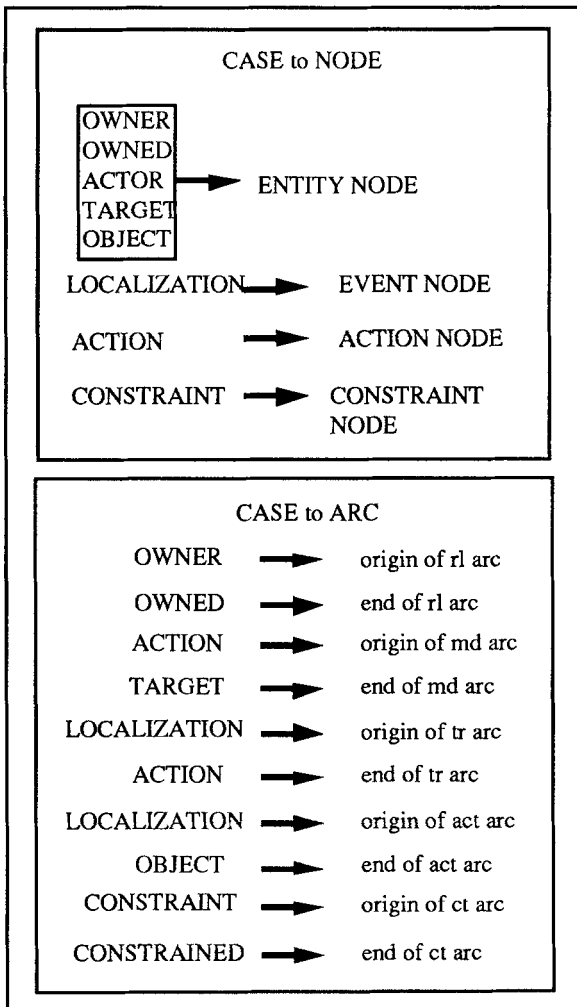 CASE to NODE
OWNER
OWNED
ACTOR
TARGET
OBJECT
ENTITY NODE
LOCALIZATION EVENT NODE
ACTION ACTION NODE
CONSTRAINT CONSTRAINT
NODE
CASE to ARC
OWNER origin of rl arc
OWNED end of rl arc
ACTION origin of md arc
TARGET end of md arc
LOCALIZATION origin of tr arc
ACTION end of tr arc
LOCALIZATION origin of act arc
OBJECT end of act arc
CONSTRAINT origin of ct arc
CONSTRAINED end of ct arc